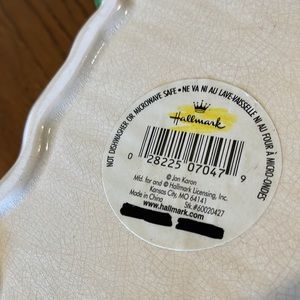 NOT DISHWASHER OR MICROWAVE SAFE • NE VA NI AU LAVE-VAISSELLE NI AU FOUR À MICRO-ONDES
Hallmark
0 28225 07047 9
© Jan Karon
Mfd. for and @ Hallmark Licensing, Inc.
Kansas City, MO 64141
Made in China Stk.#60020427
www.hallmark.com